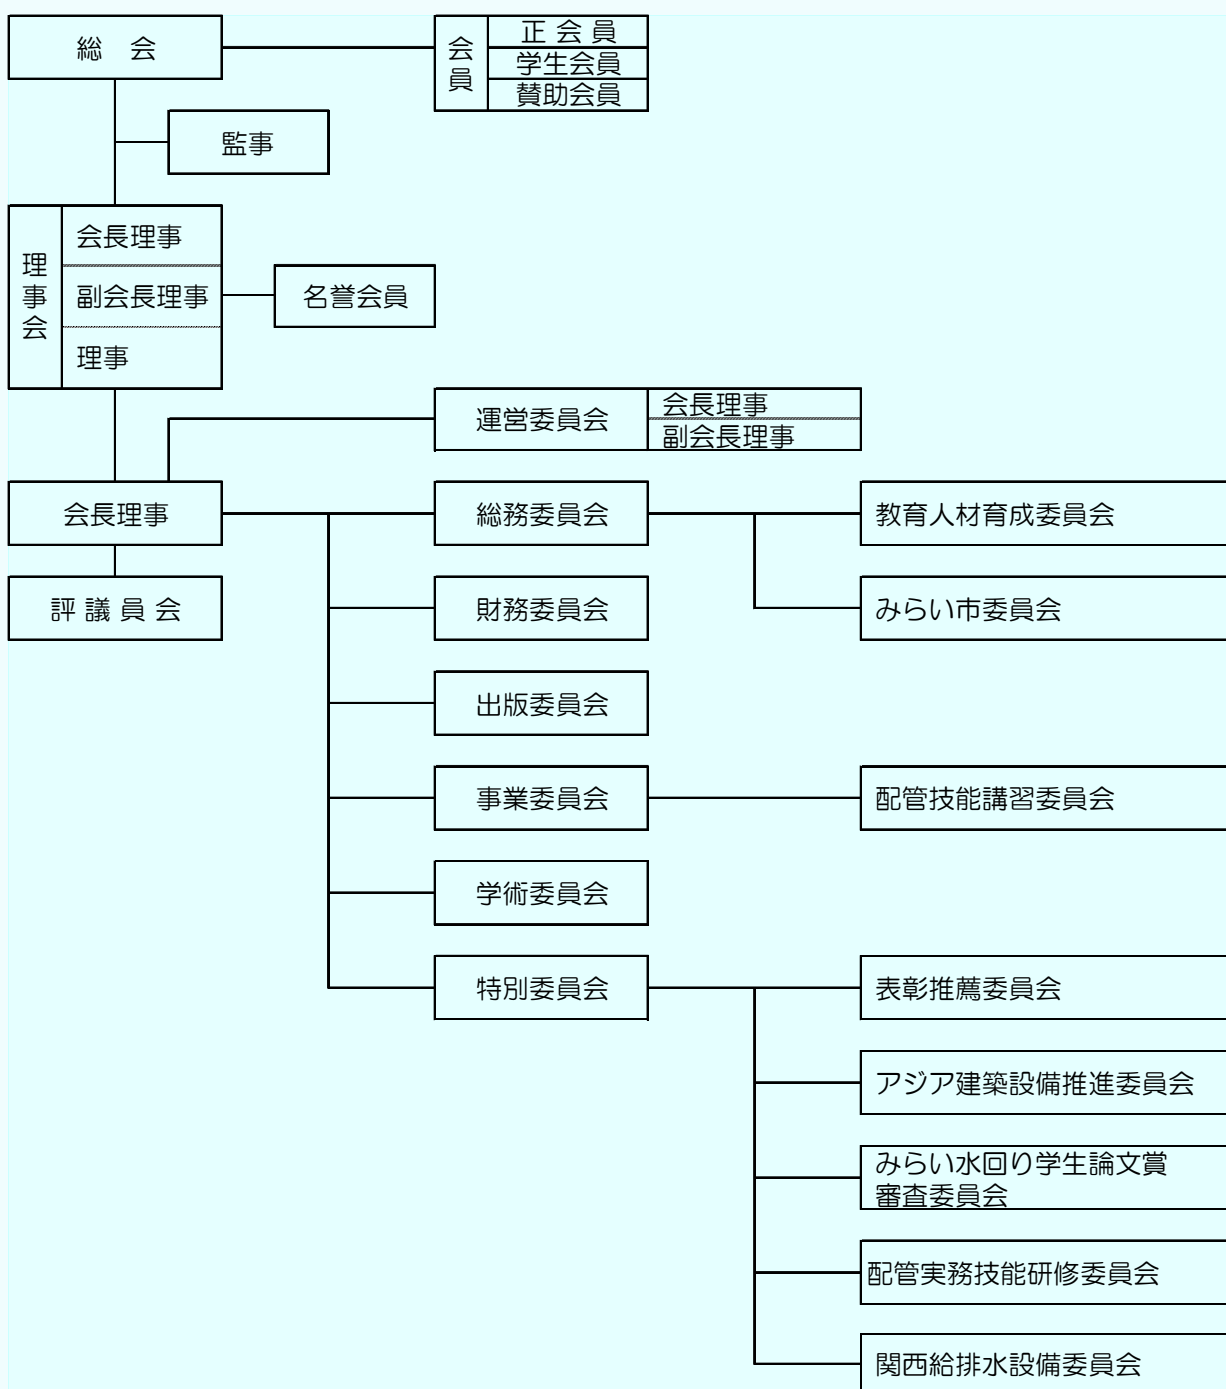 総　会
会員
正 会 員
学生会員
賛助会員
監事
理事会
会長理事
副会長理事
理事
名誉会員
運営委員会
会長理事
副会長理事
会長理事
総務委員会
教育人材育成委員会
評 議 員 会
財務委員会
みらい市委員会
出版委員会
事業委員会
配管技能講習委員会
学術委員会
特別委員会
表彰推薦委員会
アジア建築設備推進委員会
みらい水回り学生論文賞
審査委員会
配管実務技能研修委員会
関西給排水設備委員会